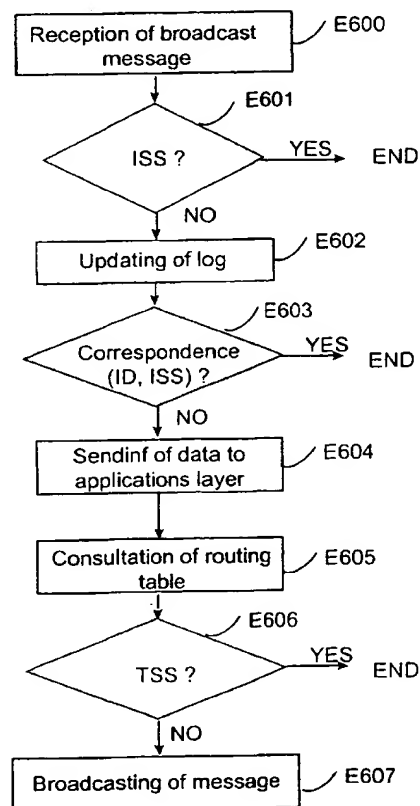 Reception of broadcast
message
E600
E601
ISS ?
YES
END
NO
Updating of log
E602
E603
Correspondence
(ID, ISS) ?
YES
END
NO
Sendinf of data to
applications layer
E604
Consultation of routing
table
E605
E606
TSS ?
YES
END
NO
Broadcasting of message
E607